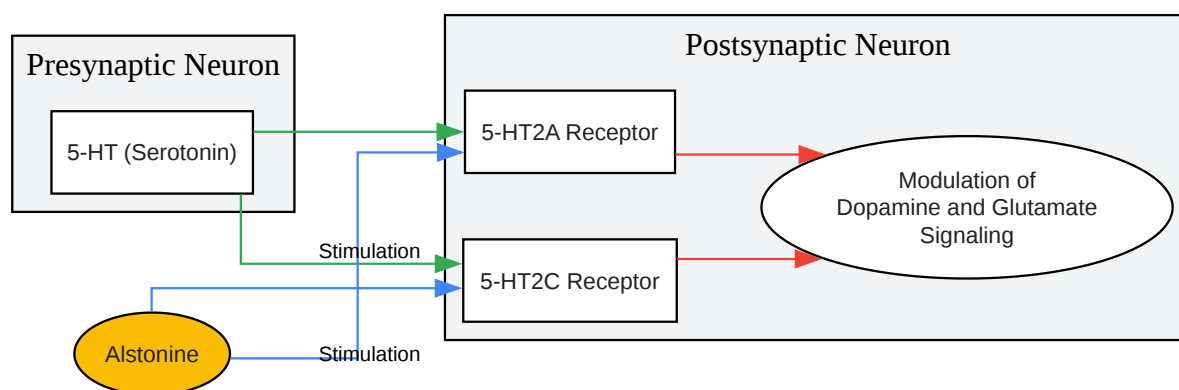 Presynaptic Neuron
5-HT (Serotonin)
Postsynaptic Neuron
5-HT2A Receptor
Modulation of
Dopamine and Glutamate
Signaling
Stimulation
5-HT2C Receptor
Alstonine
Stimulation